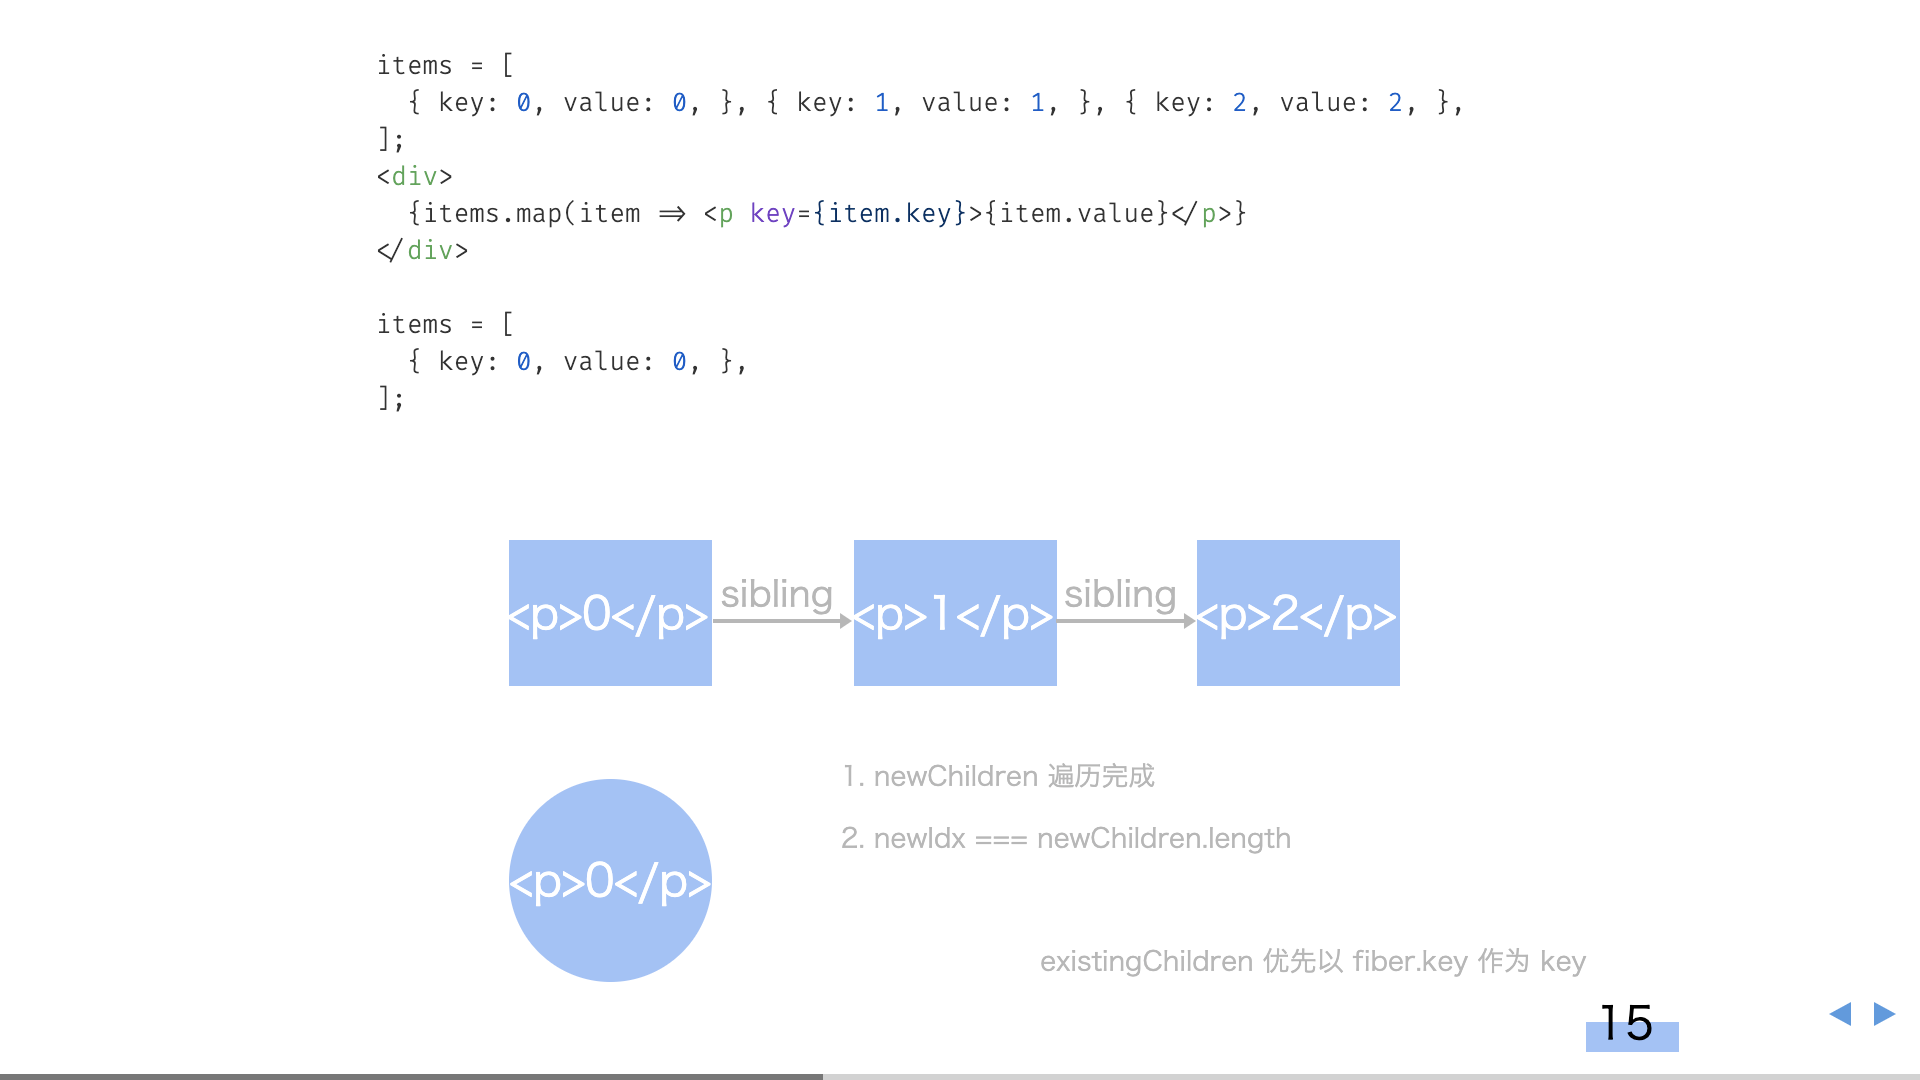 items = [
  { key: 0, value: 0, }, { key: 1, value: 1, }, { key: 2, value: 2, },
];
<div>
  {items.map(item => <p key={item.key}>{item.value}</p>}
</div>
items = [
  { key: 0, value: 0, },
];
<p>0</p> sibling <p>1</p> sibling <p>2</p>
1. newChildren 遍历完成
2. newIdx === newChildren.length
<p>0</p>
existingChildren 优先以 fiber.key 作为 key
15